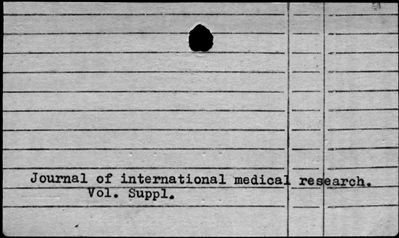 Journal of international medical research.
Vol. Suppl.